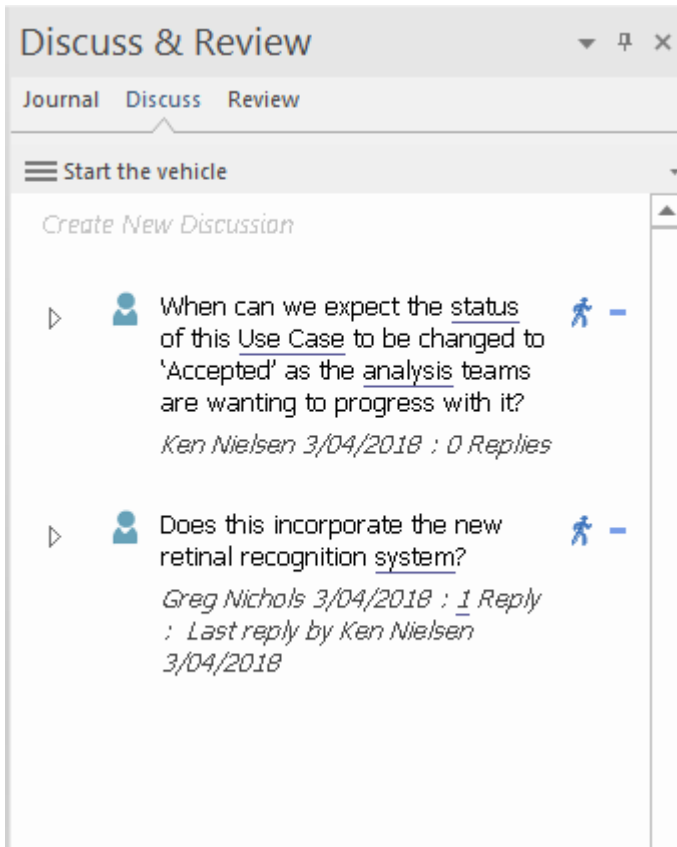 Discuss & Review
Journal Discuss Review
Start the vehicle
Create New Discussion
When can we expect the status
of this Use Case to be changed to
'Accepted' as the analysis teams
are wanting to progress with it?
Ken Nielsen 3/04/2018 : 0 Replies
Does this incorporate the new
retinal recognition system?
Greg Nichols 3/04/2018 : 1 Reply
: Last reply by Ken Nielsen
3/04/2018